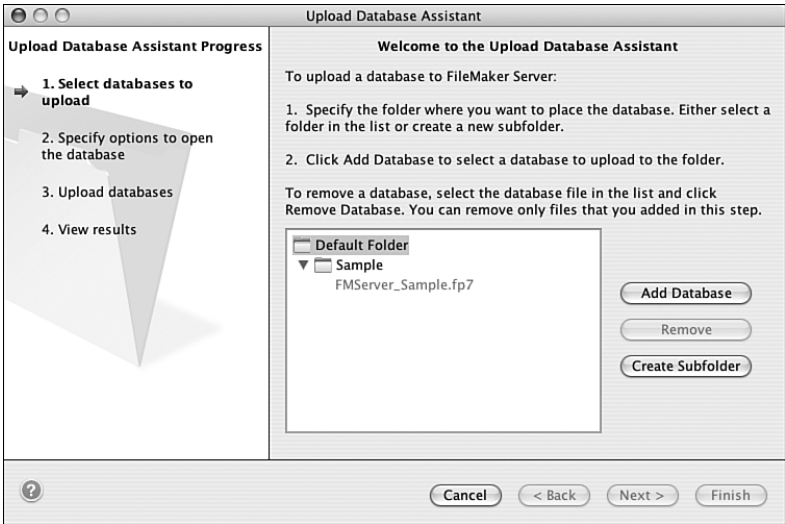 Upload Database Assistant
Upload Database Assistant Progress
1. Select databases to
upload
2. Specify options to open
the database
3. Upload databases
4. View results
Welcome to the Upload Database Assistant
To upload a database to FileMaker Server:
1. Specify the folder where you want to place the database. Either select a
folder in the list or create a new subfolder.
2. Click Add Database to select a database to upload to the folder.
To remove a database, select the database file in the list and click
Remove Database. You can remove only files that you added in this step.
Default Folder
Sample
FMServer_Sample.fp7
Add Database
Remove
Create Subfolder
?
Cancel
< Back
Next >
Finish